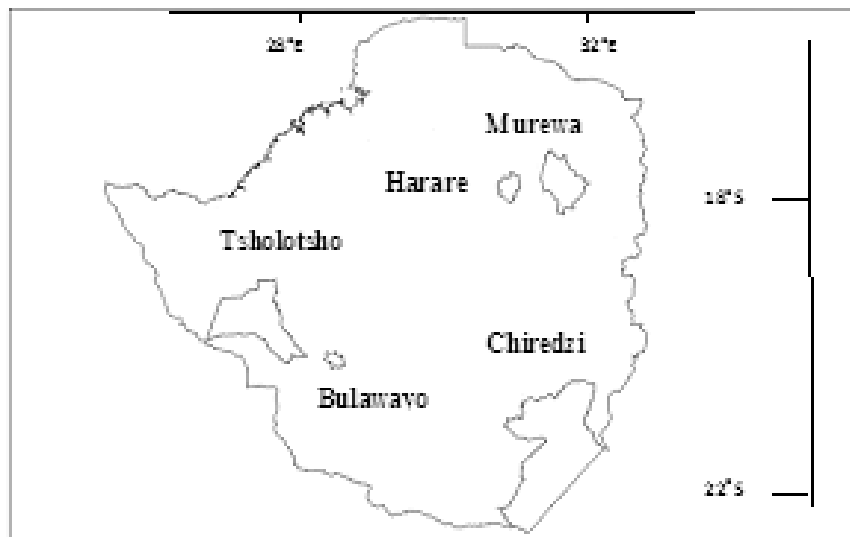 28°E
32°E
Murewa
Harare
18°S
Tsholotsho
Chiredzi
Bulawayo
22°S